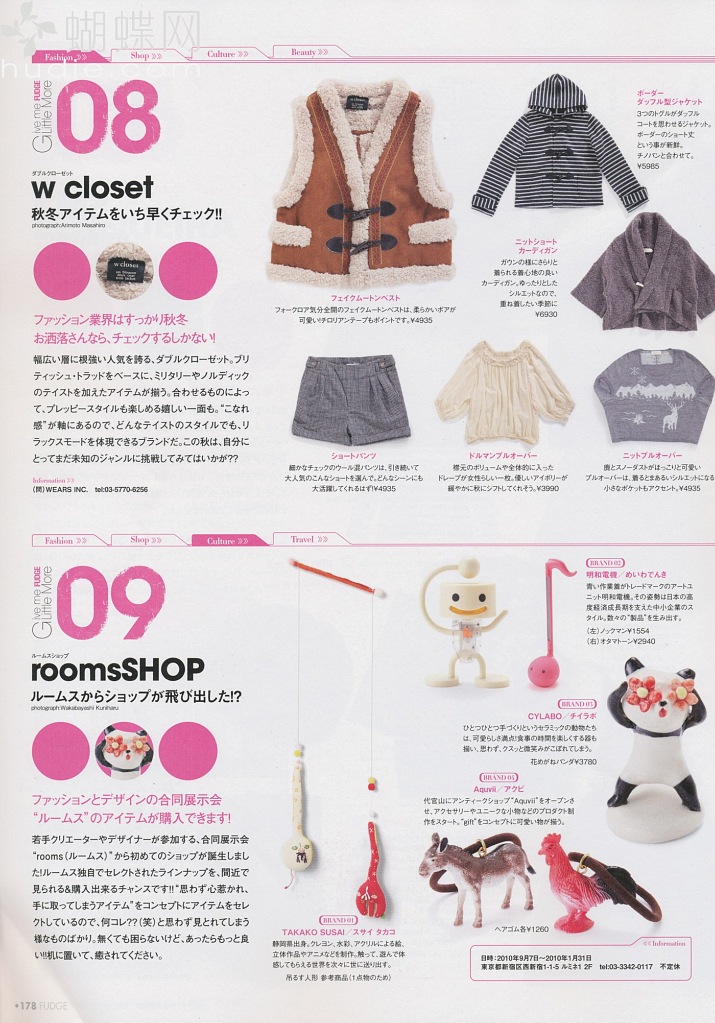 蝴蝶网
hudie.com
Fashion >>
Shop >>
Culture >>
Beauty >>
Give me FUDGE
Little More
08
ダブルクローゼット
w closet
秋冬アイテムをいち早くチェック!!
photograph:Arimoto Masahiro
w closet
ファッション業界はすっかり秋冬
お洒落さんなら、チェックするしかない!
幅広い層に根強い人気を誇る、ダブルクローゼット。ブリ
ティッシュ・トラッドをベースに、ミリタリーやノルディック
のテイストを加えたアイテムが揃う。合わせるものによっ
て、プレッピースタイルも楽しめる嬉しい一面も。“こなれ
感”が軸にあるので、どんなテイストのスタイルでも、リ
ラックスモードを体現できるブランドだ。この秋は、自分に
とってまだ未知のジャンルに挑戦してみてはいかが??
Information >>
(問)WEARS INC. tel:03-5770-6256
フェイクムートンベスト
フォークロア気分全開のフェイクムートンベストは、柔らかいボアが
可愛い!チロリアンテープもポイントです。¥4935
ボーダー
ダッフル型ジャケット
3つのトグルがダッフル
コートを思わせるジャケット。
ボーダーのショート丈
という事が新鮮。
チノパンと合わせて。
¥5985
ニットショート
カーディガン
ガウンの様にさらりと
着られる着心地の良い
カーディガン。ゆったりとした
シルエットなので、
重ね着したい季節に
¥6930
ショートパンツ
細かなチェックのウール混パンツは、引き続いて
大人気のこんなショートを選んで。どんなシーンにも
大活躍してくれるはず!¥4935
ドルマンプルオーバー
襟元のボリュームや全体的に入った
ドレープが女性らしい一枚。優しいアイボリーが
緩やかに秋にシフトしてくれそう。¥3990
ニットプルオーバー
鹿とスノーダストがほっこりと可愛い
プルオーバーは、着るとまあるいシルエットになる
小さなポケットもアクセント。¥4935
Fashion >>
Shop >>
Culture >>
Travel >>
Give me FUDGE
Little More
09
ルームスショップ
roomsSHOP
ルームスからショップが飛び出した!?
photograph:Wakabayashi Kuniharu
ファッションとデザインの合同展示会
“ルームス”のアイテムが購入できます!
若手クリエーターやデザイナーが参加する、合同展示会
“rooms(ルームス)”から初めてのショップが誕生しまし
た!ルームス独自でセレクトされたラインナップを、間近で
見られる&購入出来るチャンスです!!“思わず心惹かれ、
手に取ってしまうアイテム”をコンセプトにアイテムをセレ
クトしているので、何コレ??(笑)と思わず見とれてしまう
様なものばかり。無くても困らないけど、あったらもっと良
い!!机に置いて、癒されてください。
BRAND 01
TAKAKO SUSAI/スサイ タカコ
静岡県出身。クレヨン、水彩、アクリルによる絵、
立体作品やアニメなどを制作。触って、遊んで体
感してもらえる世界を次々に世に送り出す。
吊るす人形 参考商品(1点物のため)
BRAND 02
明和電機/めいわでんき
青い作業着がトレードマークのアートユ
ニット明和電機。その姿勢は日本の高
度経済成長期を支えた中小企業のス
タイル。数々の“製品”を生み出す。
(左)ノックマン¥1554
(右)オタマトーン¥2940
BRAND 03
CYLABO/チイラボ
ひとつひとつ手づくりというセラミックの動物たち
は、可愛らしさ満点!食事の時間を楽しくする器も
揃い、思わず、クスッと微笑みがこぼれてしまう。
花めがねパンダ¥3780
BRAND 04
Aquvii/アクビ
代官山にアンティークショップ“Aquvii”をオープンさ
せ、アクセサリーやユニークな小物などのプロダクト制
作をスタート。“gift”をコンセプトに可愛い物が揃う。
ヘアゴム各¥1260
<< Information
日時:2010年9月7日~2010年1月31日
東京都新宿区西新宿1-1-5 ルミネ1 2F tel:03-3342-0117 不定休
+178 FUDGE